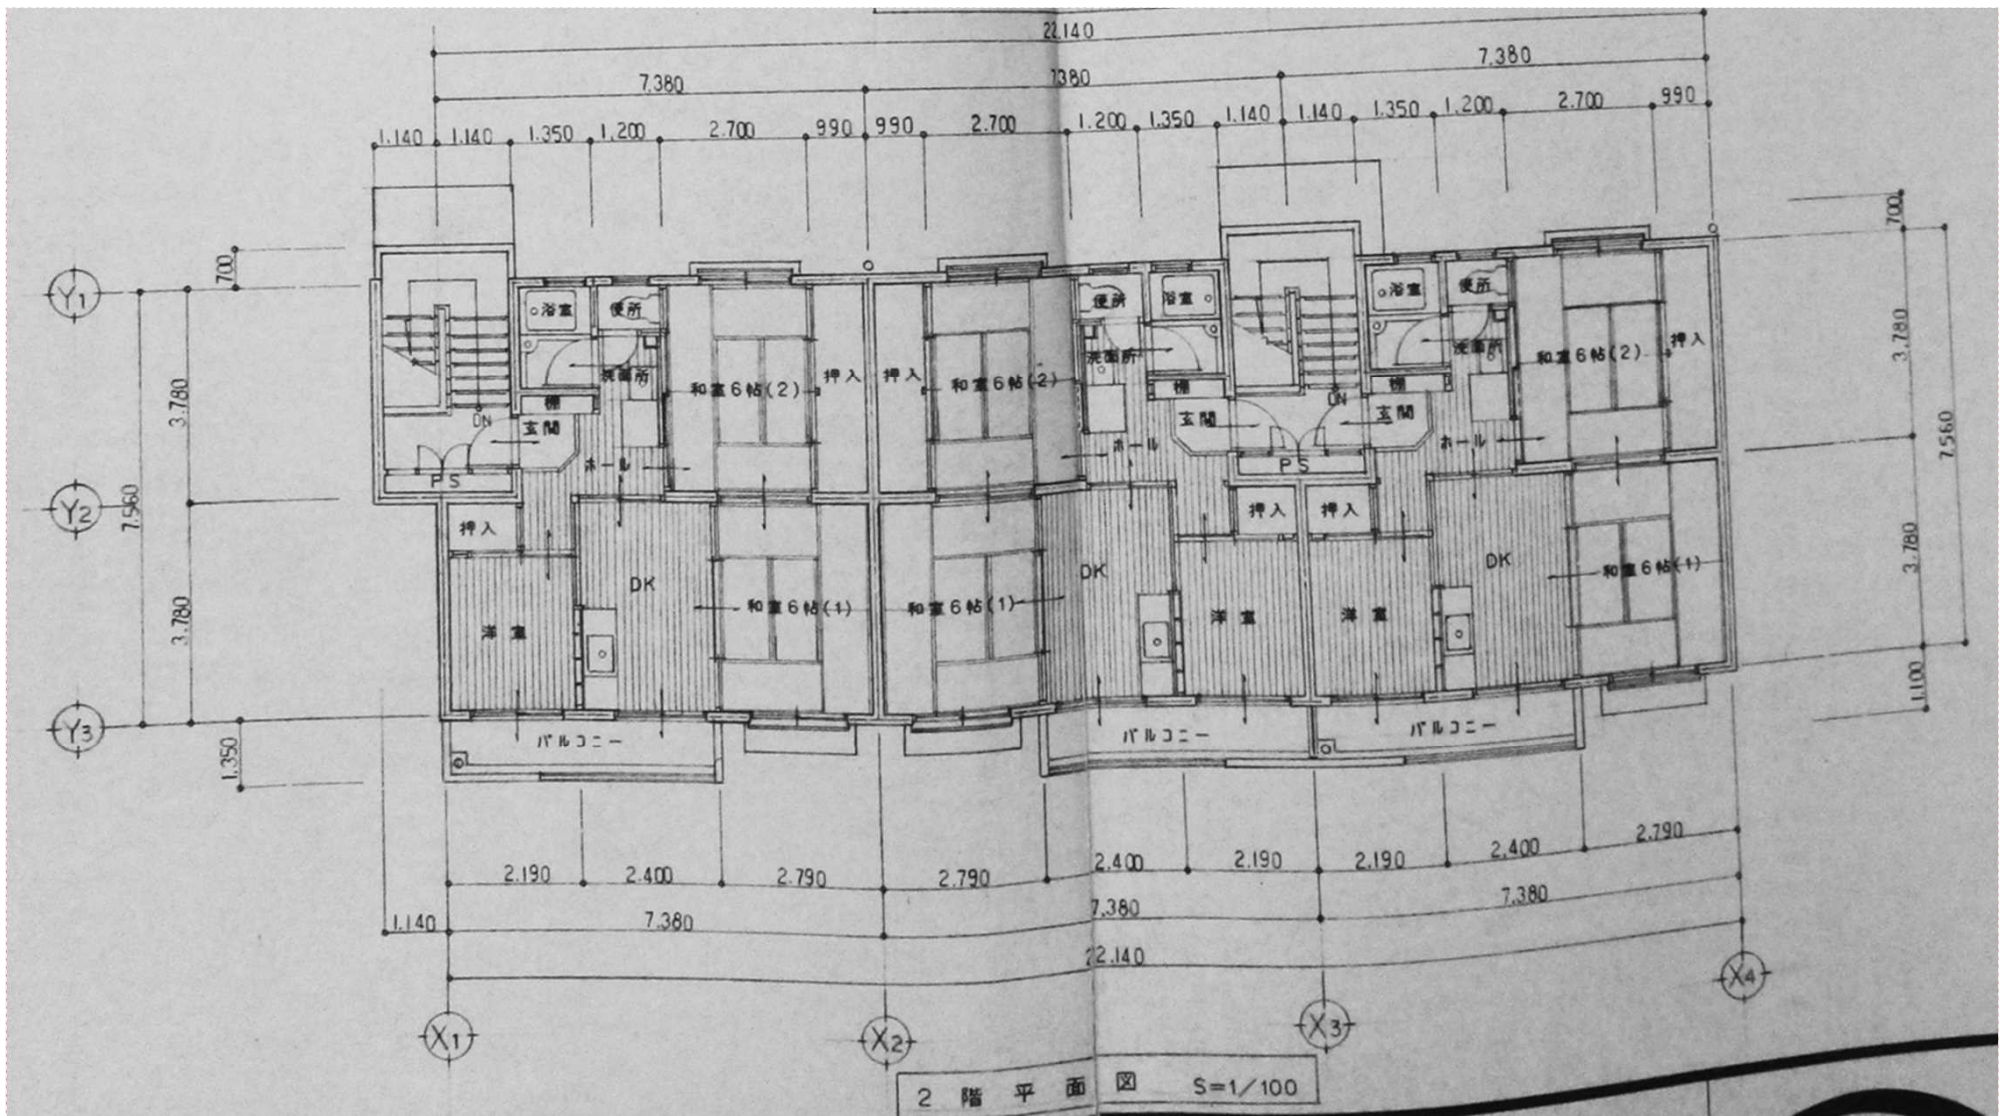 22.140
7.380 7.380 7.380
1.140 1.140 1.350 1.200 2.700 990 990 2.700 1.200 1.350 1.140 1.140 1.350 1.200 2.700 990
700 700
Y1
浴室 便所 便所 浴室 浴室 便所
洗面所 和室6帖(2) 押入 押入 和室6帖(2) 洗面所 洗面所 和室6帖(2) 押入
3.780 3.780
棚 棚 棚
DN 玄関 玄関 DN 玄関
ホール ホール ホール
PS PS
7.560 7.560
Y2
押入 押入 押入
DK DK DK
3.780 3.780
洋室 和室6帖(1) 和室6帖(1) 洋室 洋室 和室6帖(1)
Y3
バルコニー バルコニー バルコニー
1.350 1.100
2.190 2.400 2.790 2.790 2.400 2.190 2.190 2.400 2.790
1.140 7.380 7.380 7.380
22.140
X1 X2 X3 X4
2階平面図 S=1/100